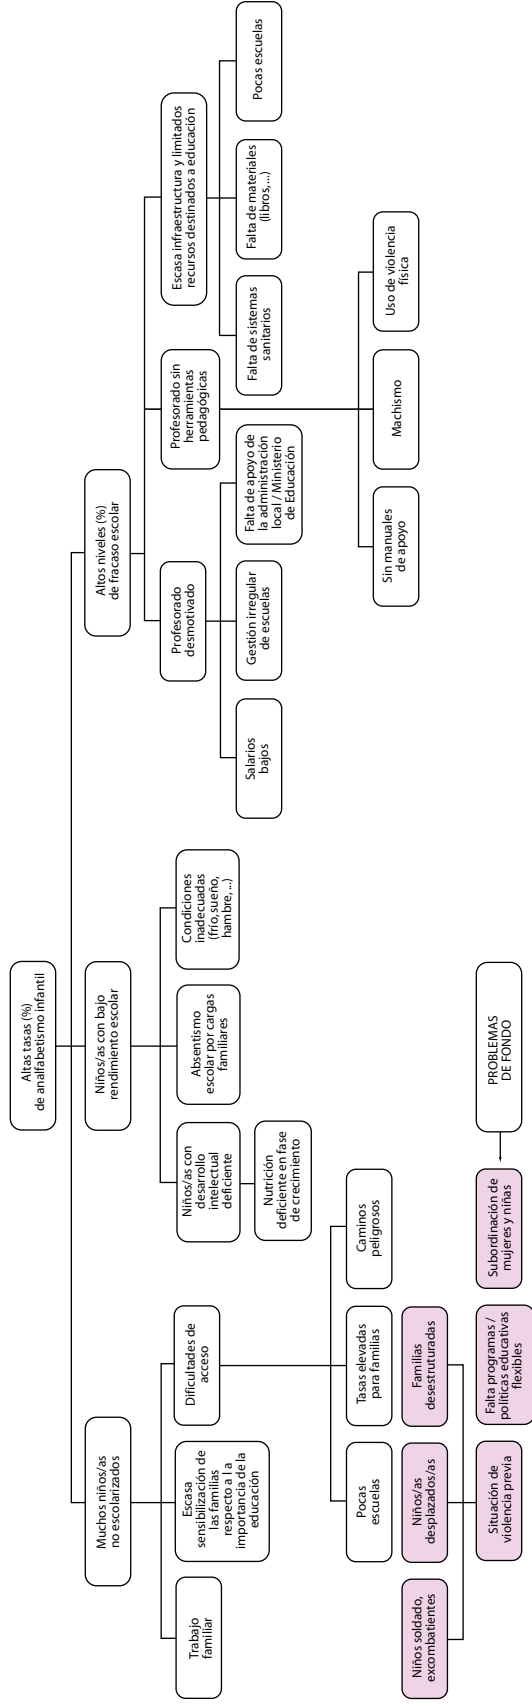 Altas tasas (%)
de analfabetismo infantil
Muchos niños/as
no escolarizados
Niños/as con bajo
rendimiento escolar
Altos niveles (%)
de fracaso escolar
Trabajo
familiar
Escasa
sensibilización de
las familias
respecto a l a
importancia de la
educación
Dificultades de
acceso
Niños/as con
desarrollo
intelectual
deficiente
Absentismo
escolar por cargas
familiares
Condiciones
inadecuadas
(frío, sueño,
hambre, ...)
Profesorado
desmotivado
Profesorado sin
herramientas
pedagógicas
Escasa infraestructura y limitados
recursos destinados a educación
Nutrición
deficiente en fase
de crecimiento
Salarios
bajos
Gestión irregular
de escuelas
Falta de apoyo de
la administración
local / Ministerio
de Educación
Falta de sistemas
sanitarios
Falta de materiales
(libros, ...)
Pocas escuelas
Pocas
escuelas
Tasas elevadas
para familias
Caminos
peligrosos
Sin manuales
de apoyo
Machismo
Uso de violencia
física
Niños soldado,
excombatientes
Niños/as
desplazados/as
Familias
desestruturadas
Situación de
violencia previa
Falta programas /
políticas educativas
flexibles
Subordinación de
mujeres y niñas
PROBLEMAS
DE FONDO